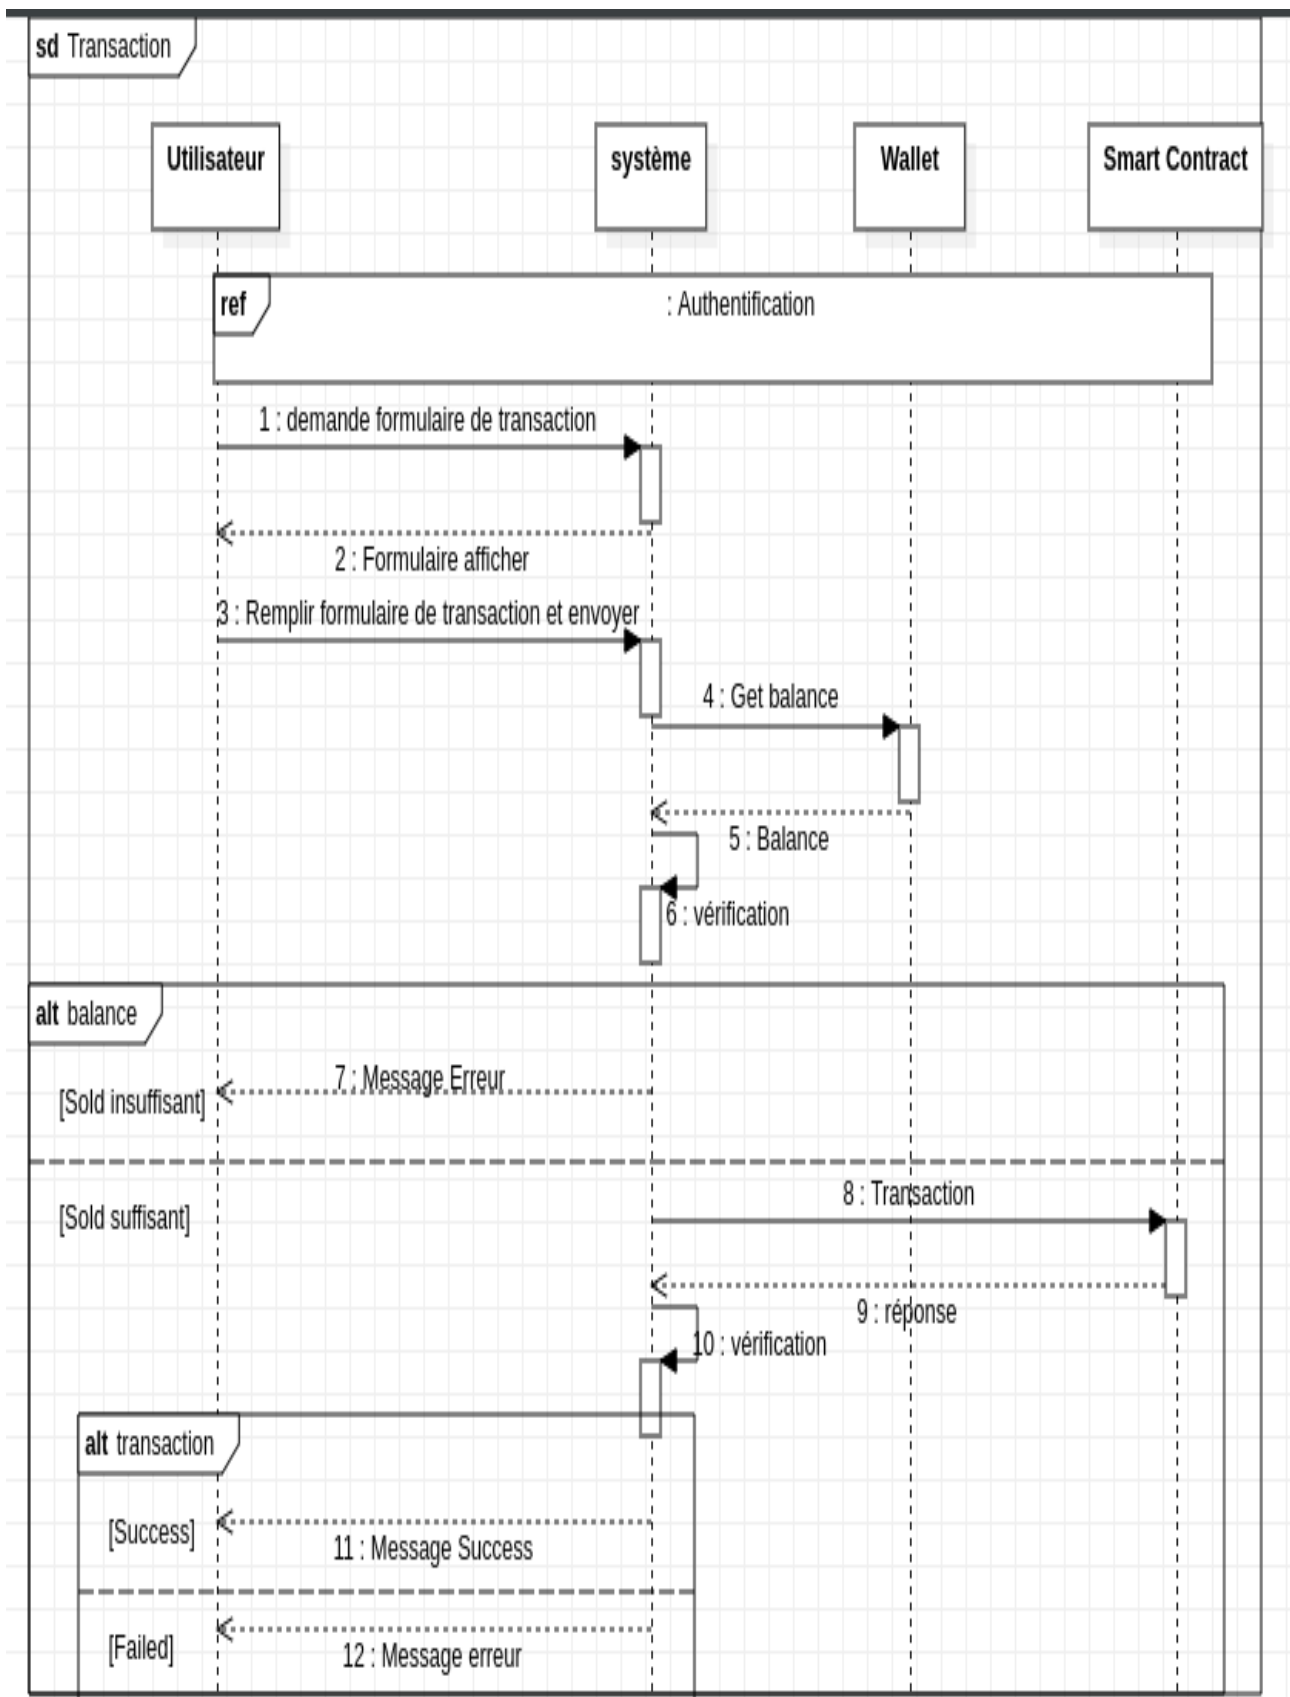 sd Transaction
Utilisateur
système
Wallet
Smart Contract
ref
: Authentification
1 : demande formulaire de transaction
2 : Formulaire afficher
3 : Remplir formulaire de transaction et envoyer
4 : Get balance
5 : Balance
6 : vérification
alt balance
7 : Message Erreur
[Sold insuffisant]
8 : Transaction
[Sold suffisant]
9 : réponse
10 : vérification
alt transaction
[Success]
11 : Message Success
[Failed]
12 : Message erreur